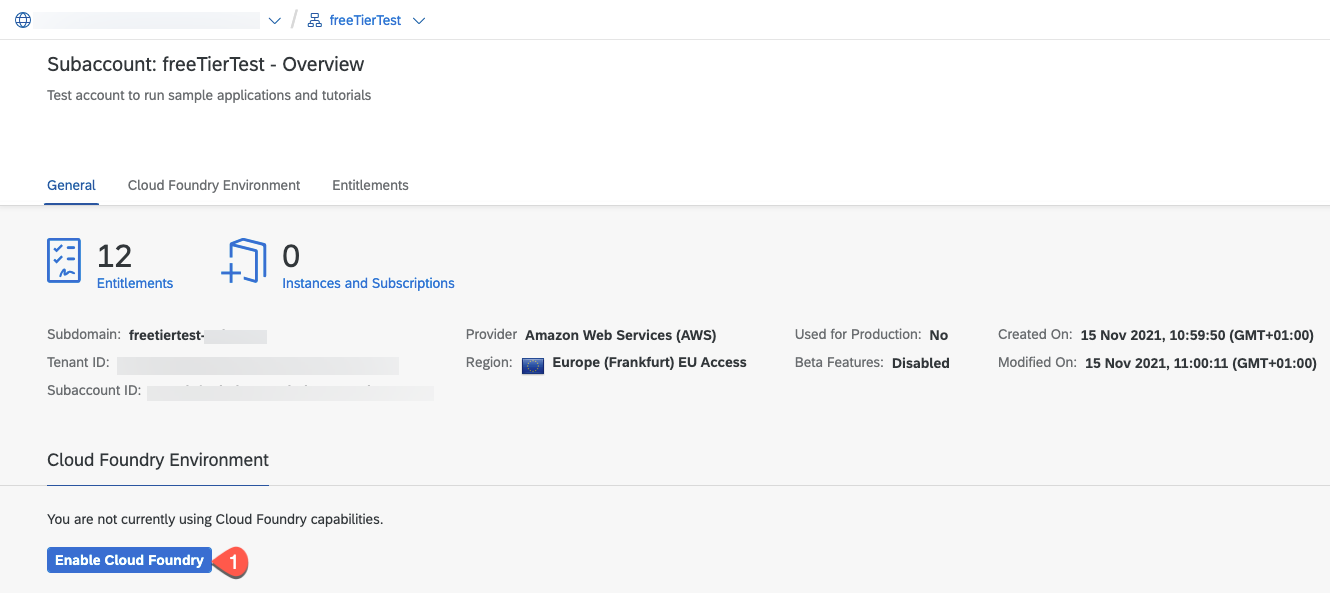 freeTierTest
Subaccount: freeTierTest - Overview
Test account to run sample applications and tutorials
General Cloud Foundry Environment Entitlements
12 0
Entitlements Instances and Subscriptions
Subdomain: freetiertest- Provider Amazon Web Services (AWS) Used for Production: No Created On: 15 Nov 2021, 10:59:50 (GMT+01:00)
Tenant ID: Region: Europe (Frankfurt) EU Access Beta Features: Disabled Modified On: 15 Nov 2021, 11:00:11 (GMT+01:00)
Subaccount ID:
Cloud Foundry Environment
You are not currently using Cloud Foundry capabilities.
Enable Cloud Foundry 1